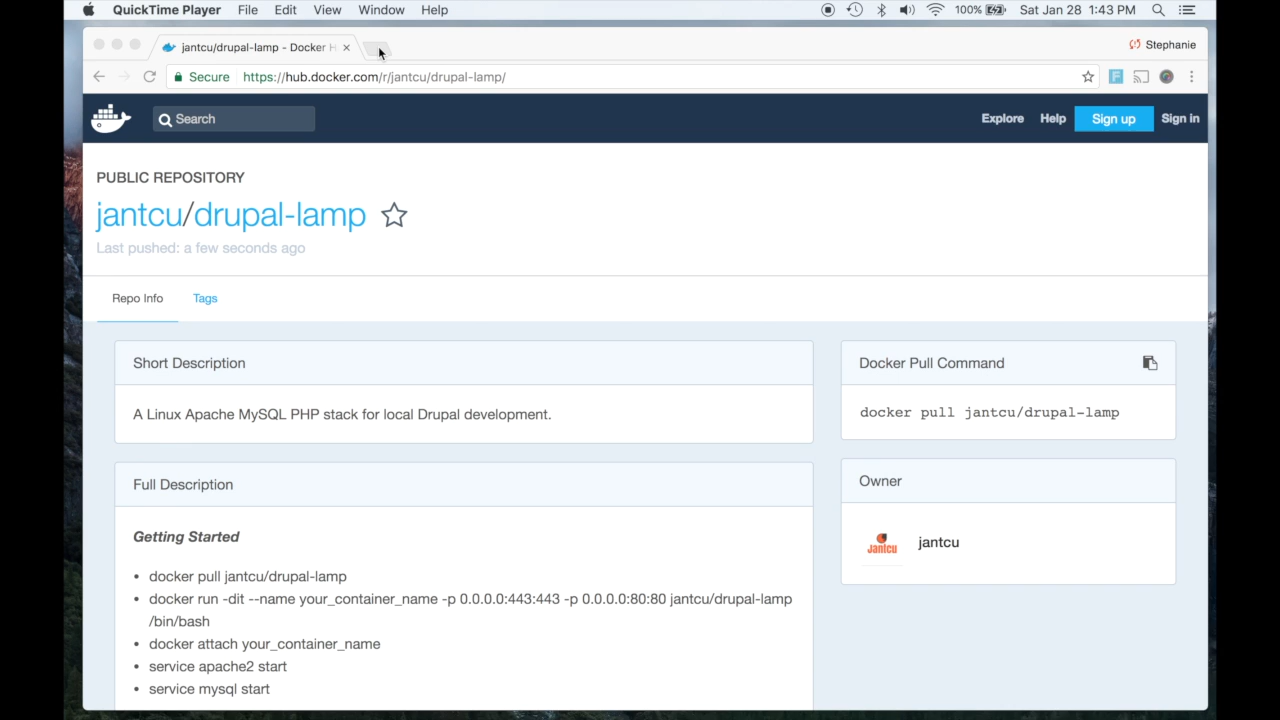 QuickTime Player File Edit View Window Help 100% Sat Jan 28 1:43 PM
jantcu/drupal-lamp - Docker H
Stephanie
Secure https://hub.docker.com/r/jantcu/drupal-lamp/
F
Search Explore Help Sign up Sign in
PUBLIC REPOSITORY
jantcu/drupal-lamp
Last pushed: a few seconds ago
Repo Info Tags
Short Description
A Linux Apache MySQL PHP stack for local Drupal development.
Docker Pull Command
docker pull jantcu/drupal-lamp
Full Description
Getting Started
• docker pull jantcu/drupal-lamp
• docker run -dit --name your_container_name -p 0.0.0.0:443:443 -p 0.0.0.0:80:80 jantcu/drupal-lamp
/bin/bash
• docker attach your_container_name
• service apache2 start
• service mysql start
Owner
Jantcu
jantcu